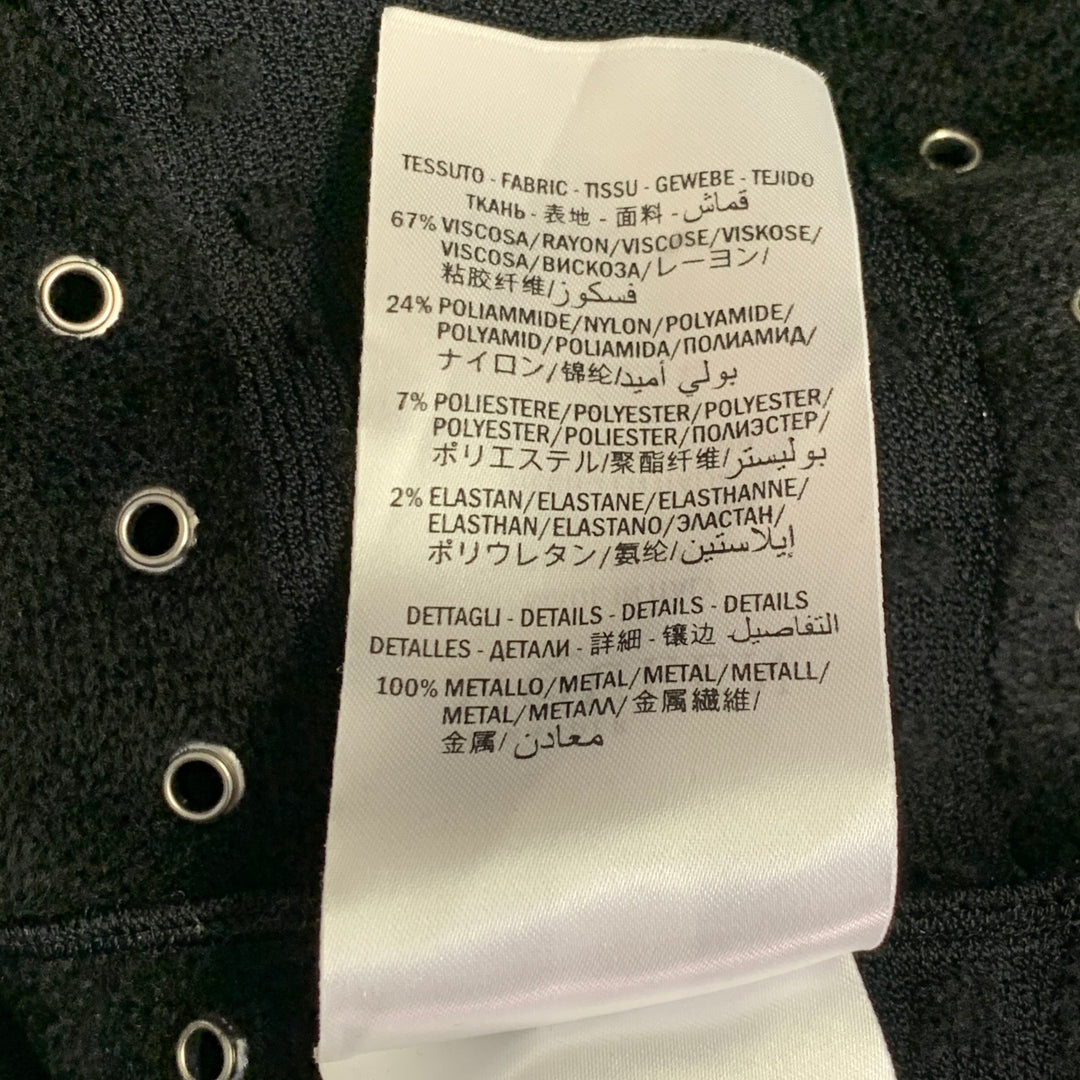 TESSUTO - FABRIC - TISSU - GEWEBE - TEJIDO
ТКАНЬ - 表地 - 面料 - قماش
67% VISCOSA/RAYON/VISCOSE/VISKOSE/
VISCOSA/ВИСКОЗА/レーヨン/
粘胶纤维/فسكوز
24% POLIAMMIDE/NYLON/POLYAMIDE/
POLYAMID/POLIAMIDA/ПОЛИАМИД/
ナイロン/锦纶/بولي أميد
7% POLIESTERE/POLYESTER/POLYESTER/
POLYESTER/POLIESTER/ПОЛИЭСТЕР/
ポリエステル/聚酯纤维/بوليستر
2% ELASTAN/ELASTANE/ELASTHANNE/
ELASTHAN/ELASTANO/ЭЛАСТАН/
ポリウレタン/氨纶/إيلاستين
DETTAGLI - DETAILS - DETAILS - DETAILS
DETALLES - ДЕТАЛИ - 詳細 - 镶边 - التفاصيل
100% METALLO/METAL/METAL/METALL/
METAL/МЕТАЛЛ/金属繊維/
金属/معادن